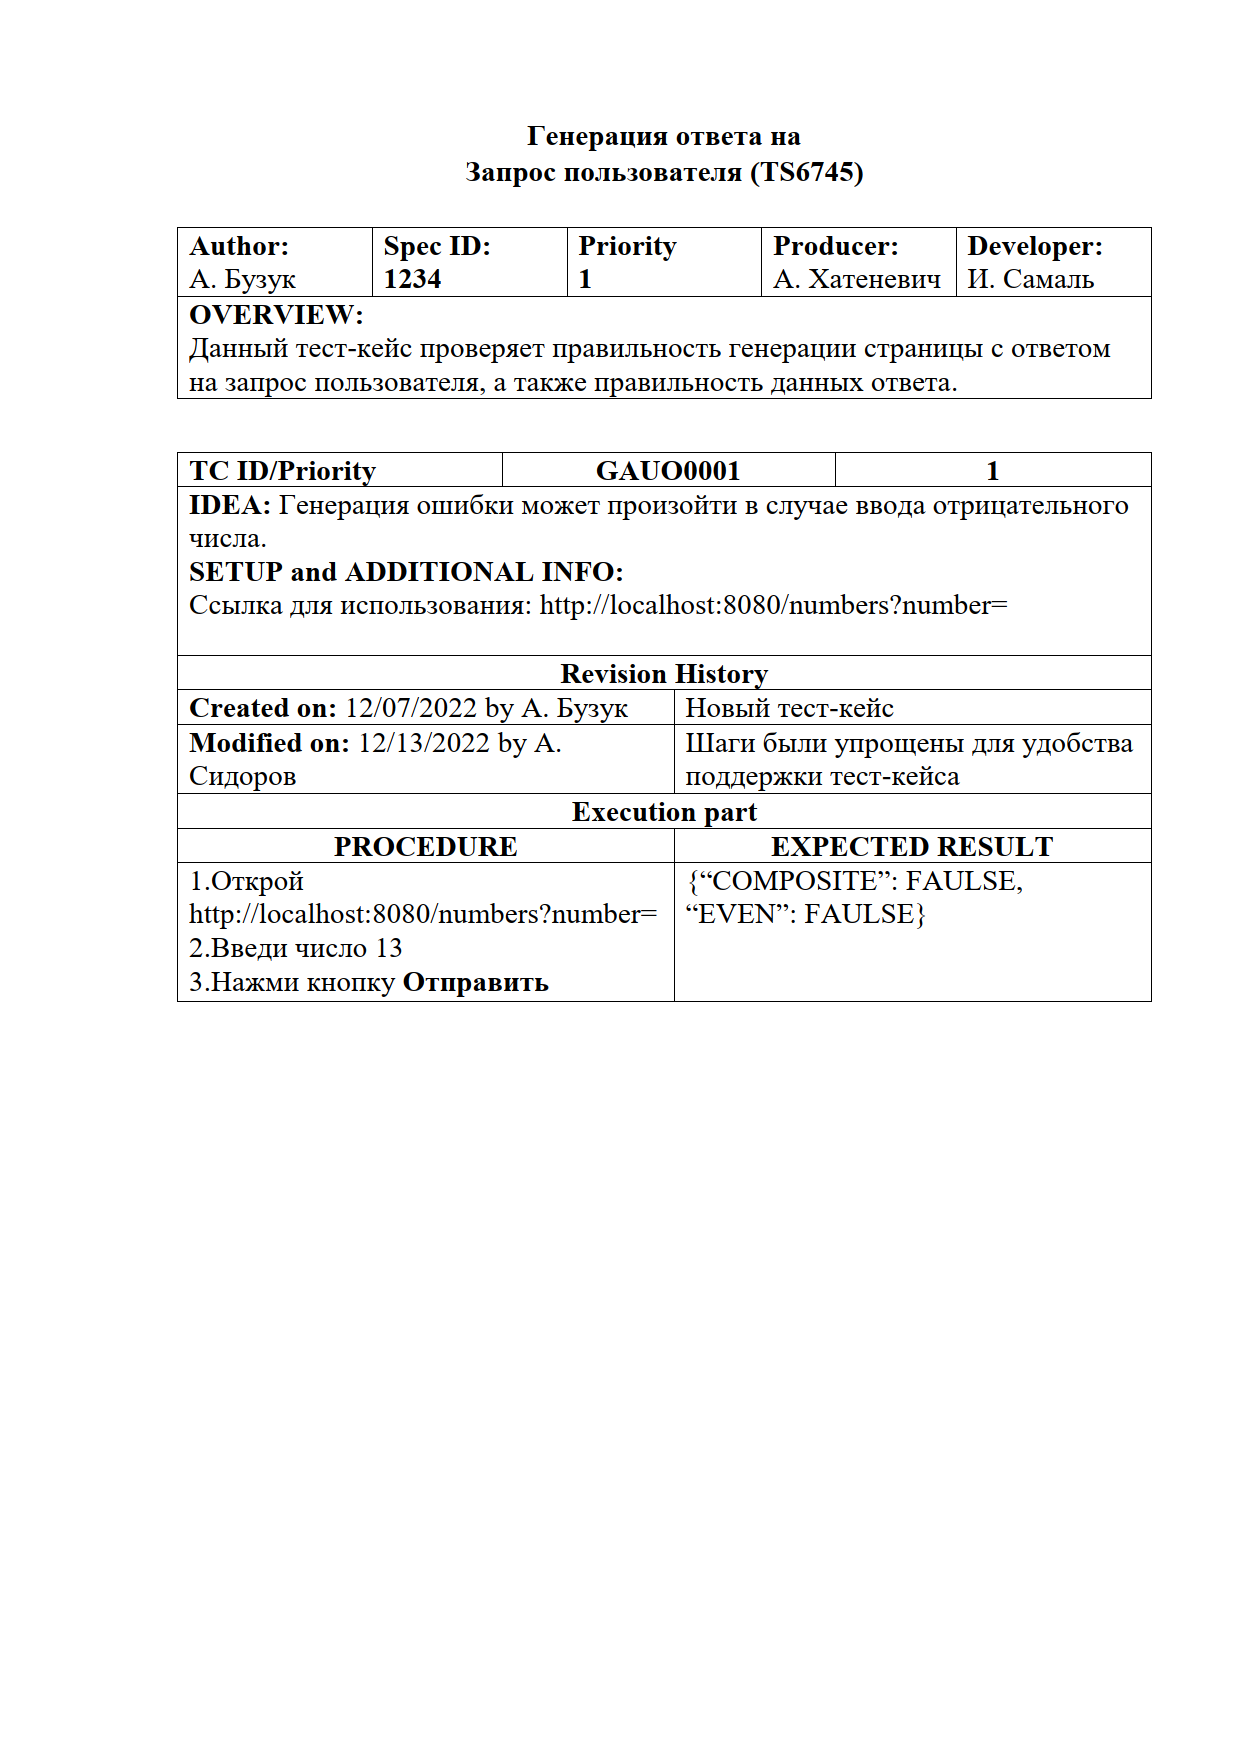 Генерация ответа на
Запрос пользователя (TS6745)
Author:
А. Бузук
Spec ID:
1234
Priority
1
Producer:
А. Хатеневич
Developer:
И. Самаль
OVERVIEW:
Данный тест-кейс проверяет правильность генерации страницы с ответом
на запрос пользователя, а также правильность данных ответа.
TC ID/Priority
GAUO0001
1
IDEA: Генерация ошибки может произойти в случае ввода отрицательного
числа.
SETUP and ADDITIONAL INFO:
Ссылка для использования: http://localhost:8080/numbers?number=
Revision History
Created on: 12/07/2022 by А. Бузук
Новый тест-кейс
Modified on: 12/13/2022 by А.
Сидоров
Шаги были упрощены для удобства
поддержки тест-кейса
Execution part
PROCEDURE
EXPECTED RESULT
1.Открой
http://localhost:8080/numbers?number=
2.Введи число 13
3.Нажми кнопку Отправить
{“COMPOSITE”: FAULSE,
“EVEN”: FAULSE}